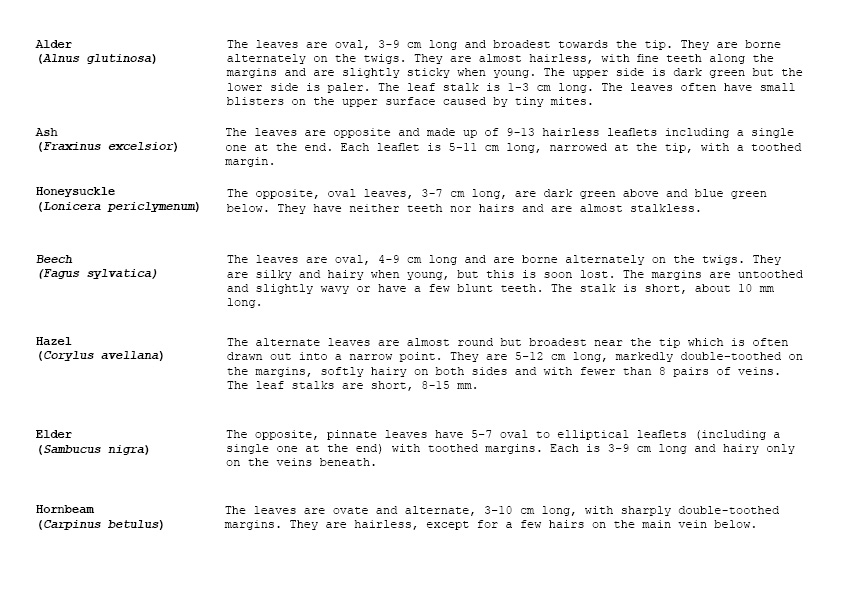 Alder
(Alnus glutinosa)
The leaves are oval, 3-9 cm long and broadest towards the tip. They are borne
alternately on the twigs. They are almost hairless, with fine teeth along the
margins and are slightly sticky when young. The upper side is dark green but the
lower side is paler. The leaf stalk is 1-3 cm long. The leaves often have small
blisters on the upper surface caused by tiny mites.
Ash
(Fraxinus excelsior)
The leaves are opposite and made up of 9-13 hairless leaflets including a single
one at the end. Each leaflet is 5-11 cm long, narrowed at the tip, with a toothed
margin.
Honeysuckle
(Lonicera periclymenum)
The opposite, oval leaves, 3-7 cm long, are dark green above and blue green
below. They have neither teeth nor hairs and are almost stalkless.
Beech
(Fagus sylvatica)
The leaves are oval, 4-9 cm long and are borne alternately on the twigs. They
are silky and hairy when young, but this is soon lost. The margins are untoothed
and slightly wavy or have a few blunt teeth. The stalk is short, about 10 mm
long.
Hazel
(Corylus avellana)
The alternate leaves are almost round but broadest near the tip which is often
drawn out into a narrow point. They are 5-12 cm long, markedly double-toothed on
the margins, softly hairy on both sides and with fewer than 8 pairs of veins.
The leaf stalks are short, 8-15 mm.
Elder
(Sambucus nigra)
The opposite, pinnate leaves have 5-7 oval to elliptical leaflets (including a
single one at the end) with toothed margins. Each is 3-9 cm long and hairy only
on the veins beneath.
Hornbeam
(Carpinus betulus)
The leaves are ovate and alternate, 3-10 cm long, with sharply double-toothed
margins. They are hairless, except for a few hairs on the main vein below.